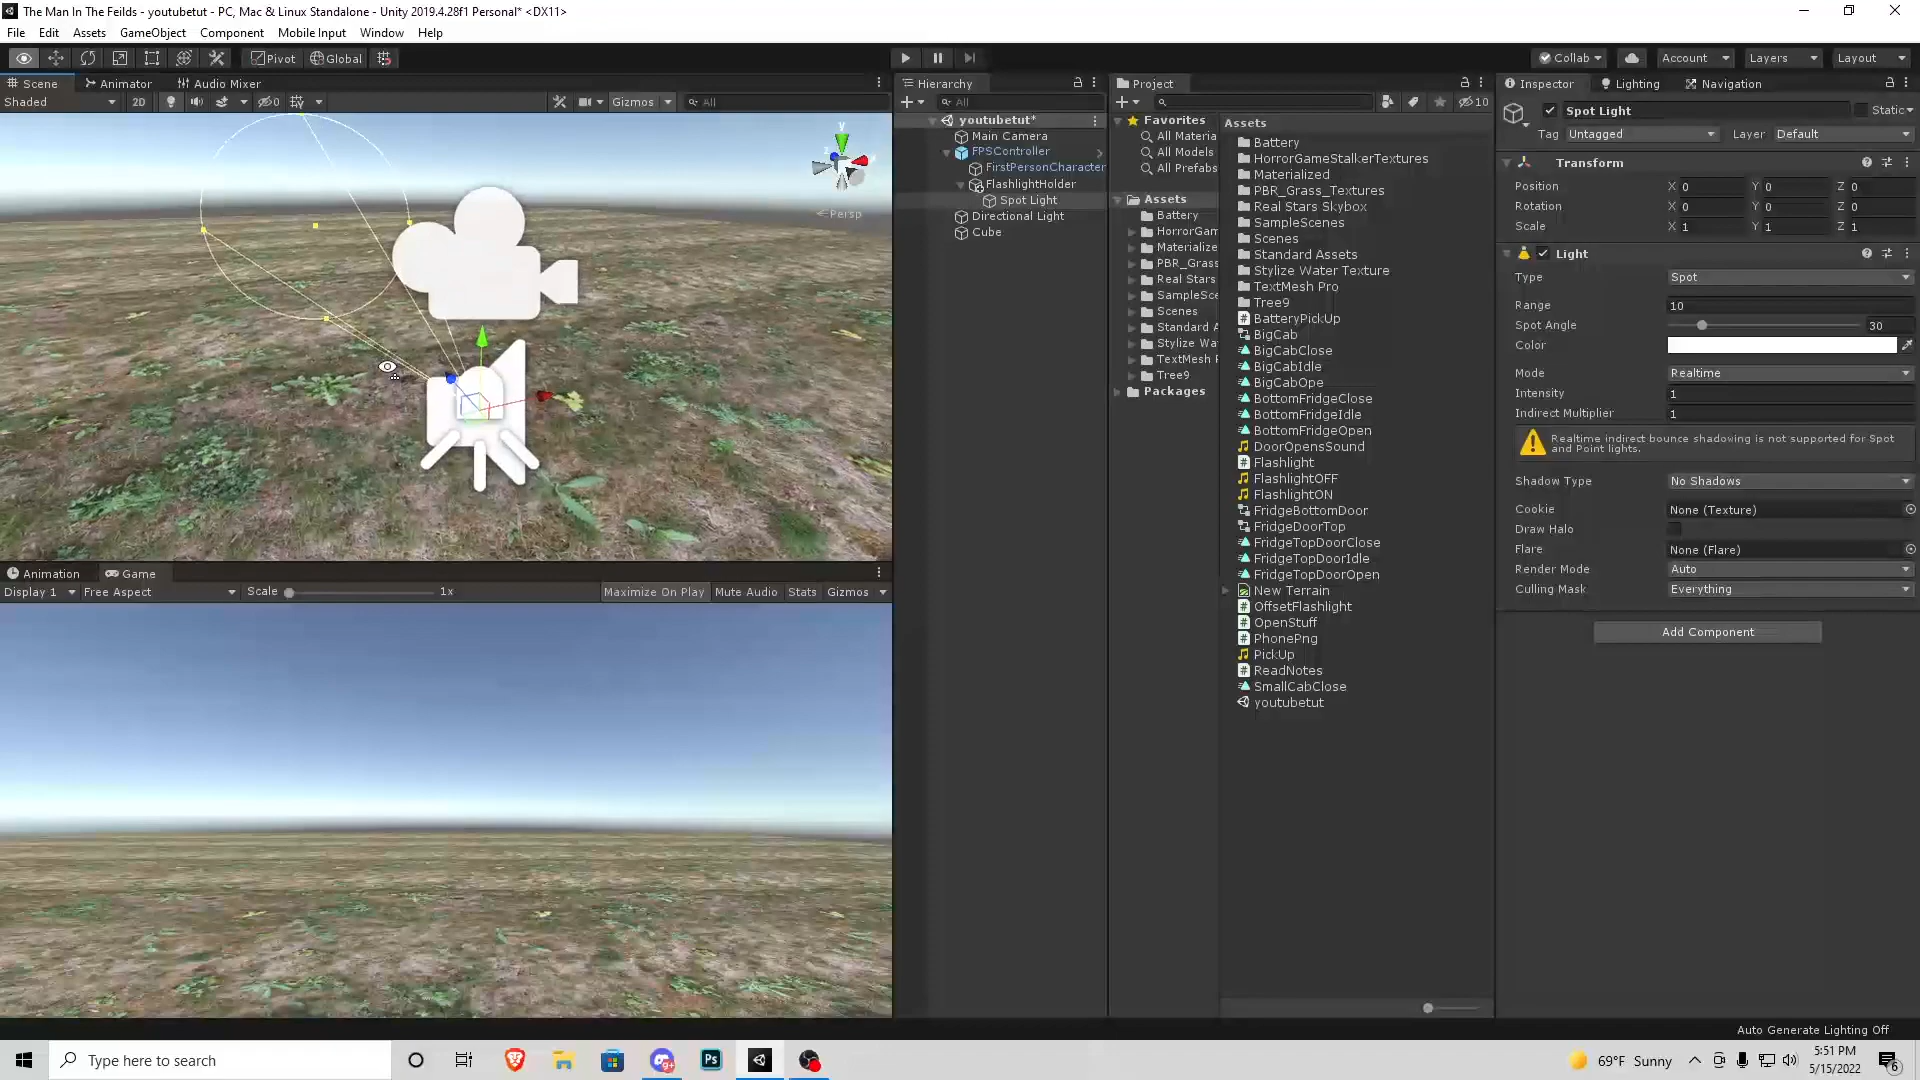 The Man In The Feilds - youtubetut - PC, Mac & Linux Standalone - Unity 2019.4.28f1 Personal* <DX11>
File Edit Assets GameObject Component Mobile Input Window Help
Pivot Global Collab Account Layers Layout
Scene Animator Audio Mixer
Shaded 2D 0 Gizmos All
y
x
Persp
Animation Game
Display 1 Free Aspect Scale 1x Maximize On Play Mute Audio Stats Gizmos
Hierarchy
All
youtubetut*
Main Camera
FPSController
FirstPersonCharacter
FlashlightHolder
Spot Light
Directional Light
Cube
Project
10
Favorites
All Materia
All Models
All Prefabs
Assets
Battery
HorrorGam
Materialize
PBR_Grass
Real Stars
SampleSce
Scenes
Standard A
Stylize Wa
TextMesh P
Tree9
Packages
Assets
Battery
HorrorGameStalkerTextures
Materialized
PBR_Grass_Textures
Real Stars Skybox
SampleScenes
Scenes
Standard Assets
Stylize Water Texture
TextMesh Pro
Tree9
BatteryPickUp
BigCab
BigCabClose
BigCabIdle
BigCabOpe
BottomFridgeClose
BottomFridgeIdle
BottomFridgeOpen
DoorOpensSound
Flashlight
FlashlightOFF
FlashlightON
FridgeBottomDoor
FridgeDoorTop
FridgeTopDoorClose
FridgeTopDoorIdle
FridgeTopDoorOpen
New Terrain
OffsetFlashlight
OpenStuff
PhonePng
PickUp
ReadNotes
SmallCabClose
youtubetut
Inspector Lighting Navigation
Spot Light Static
Tag Untagged Layer Default
Transform
Position X 0 Y 0 Z 0
Rotation X 0 Y 0 Z 0
Scale X 1 Y 1 Z 1
Light
Type Spot
Range 10
Spot Angle 30
Color
Mode Realtime
Intensity 1
Indirect Multiplier 1
Realtime indirect bounce shadowing is not supported for Spot
and Point lights.
Shadow Type No Shadows
Cookie None (Texture)
Draw Halo
Flare None (Flare)
Render Mode Auto
Culling Mask Everything
Add Component
Auto Generate Lighting Off
Type here to search
Ps
69°F Sunny
5:51 PM
5/15/2022
6